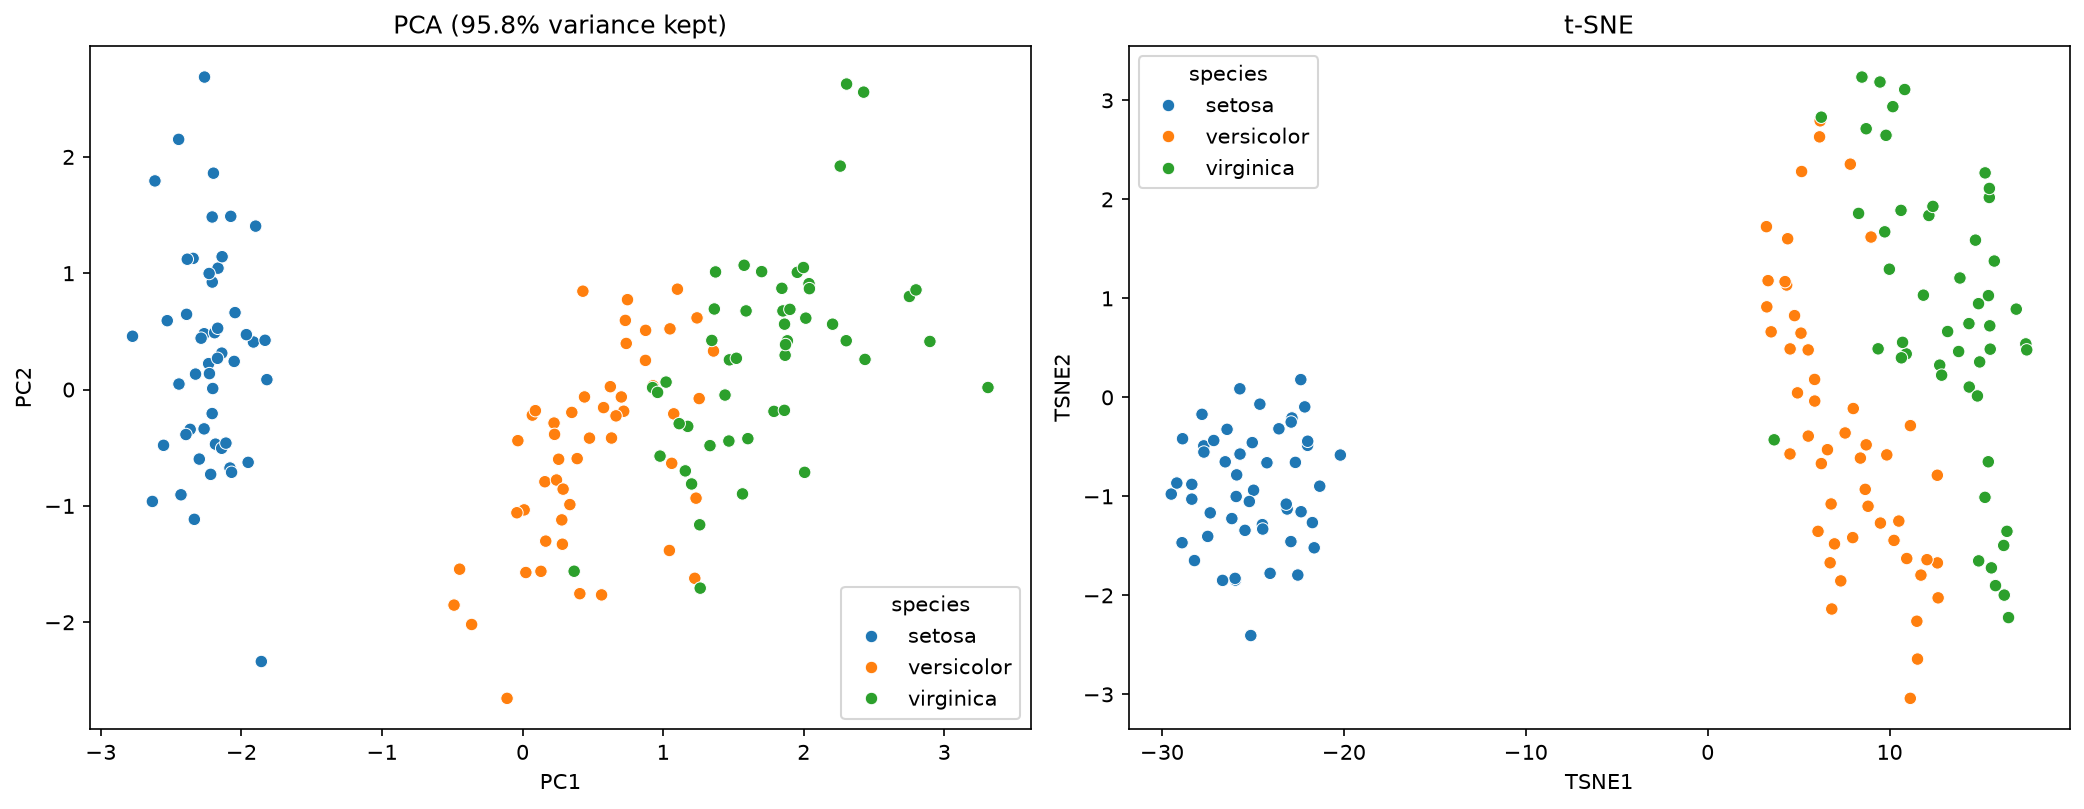 PCA (95.8% variance kept)
2
1
0
−1
−2
PC2
−3
−2
−1
0
1
2
3
PC1
species
setosa
versicolor
virginica
t-SNE
species
setosa
versicolor
virginica
3
2
1
0
−1
−2
−3
TSNE2
−30
−20
−10
0
10
TSNE1